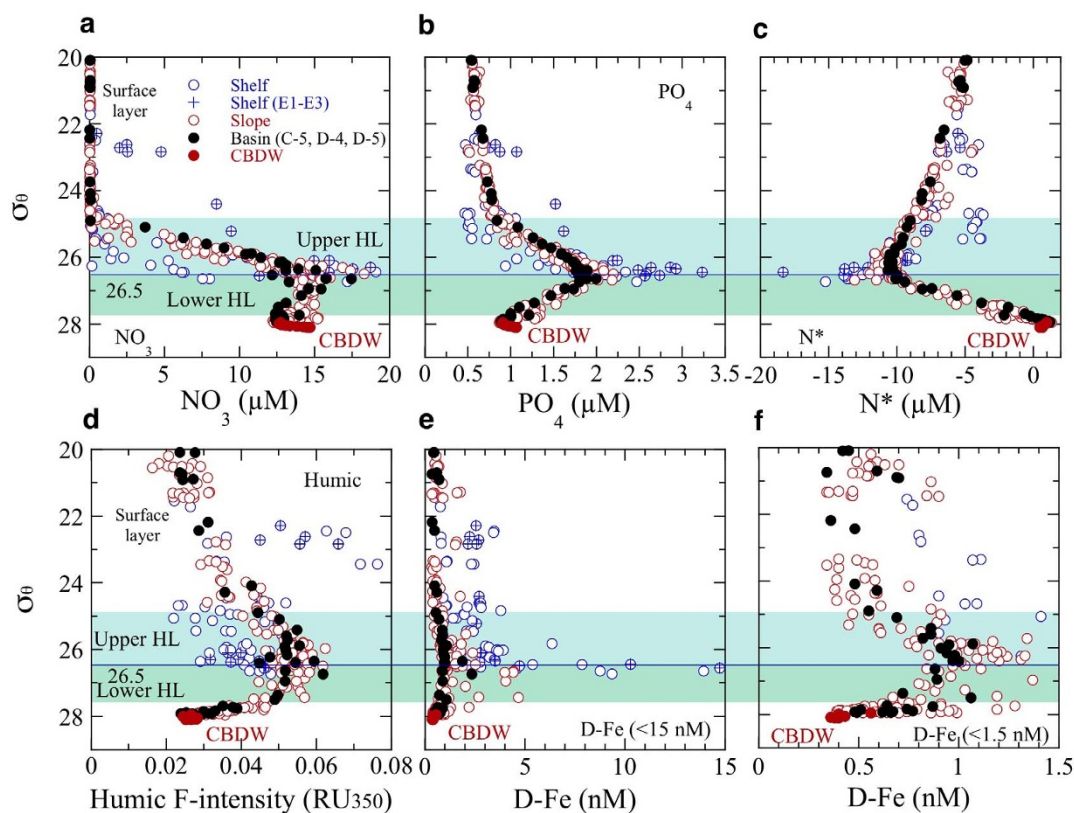 a
b
c
20
22
24
26
28
σθ
Surface
layer
Shelf
Shelf (E1-E3)
Slope
Basin (C-5, D-4, D-5)
CBDW
Upper HL
26.5
Lower HL
NO3
CBDW
0 5 10 15 20
NO3 (µM)
PO4
CBDW
0 0.5 1 1.5 2 2.5 3 3.5
PO4 (µM)
N*
CBDW
-20 -15 -10 -5 0
N* (µM)
d
e
f
20
22
24
26
28
σθ
Humic
Surface
layer
Upper HL
26.5
Lower HL
CBDW
0 0.02 0.04 0.06 0.08
Humic F-intensity (RU350)
CBDW
D-Fe (<15 nM)
0 5 10 15
D-Fe (nM)
CBDW
D-Fe (<1.5 nM)
0 0.5 1 1.5
D-Fe (nM)